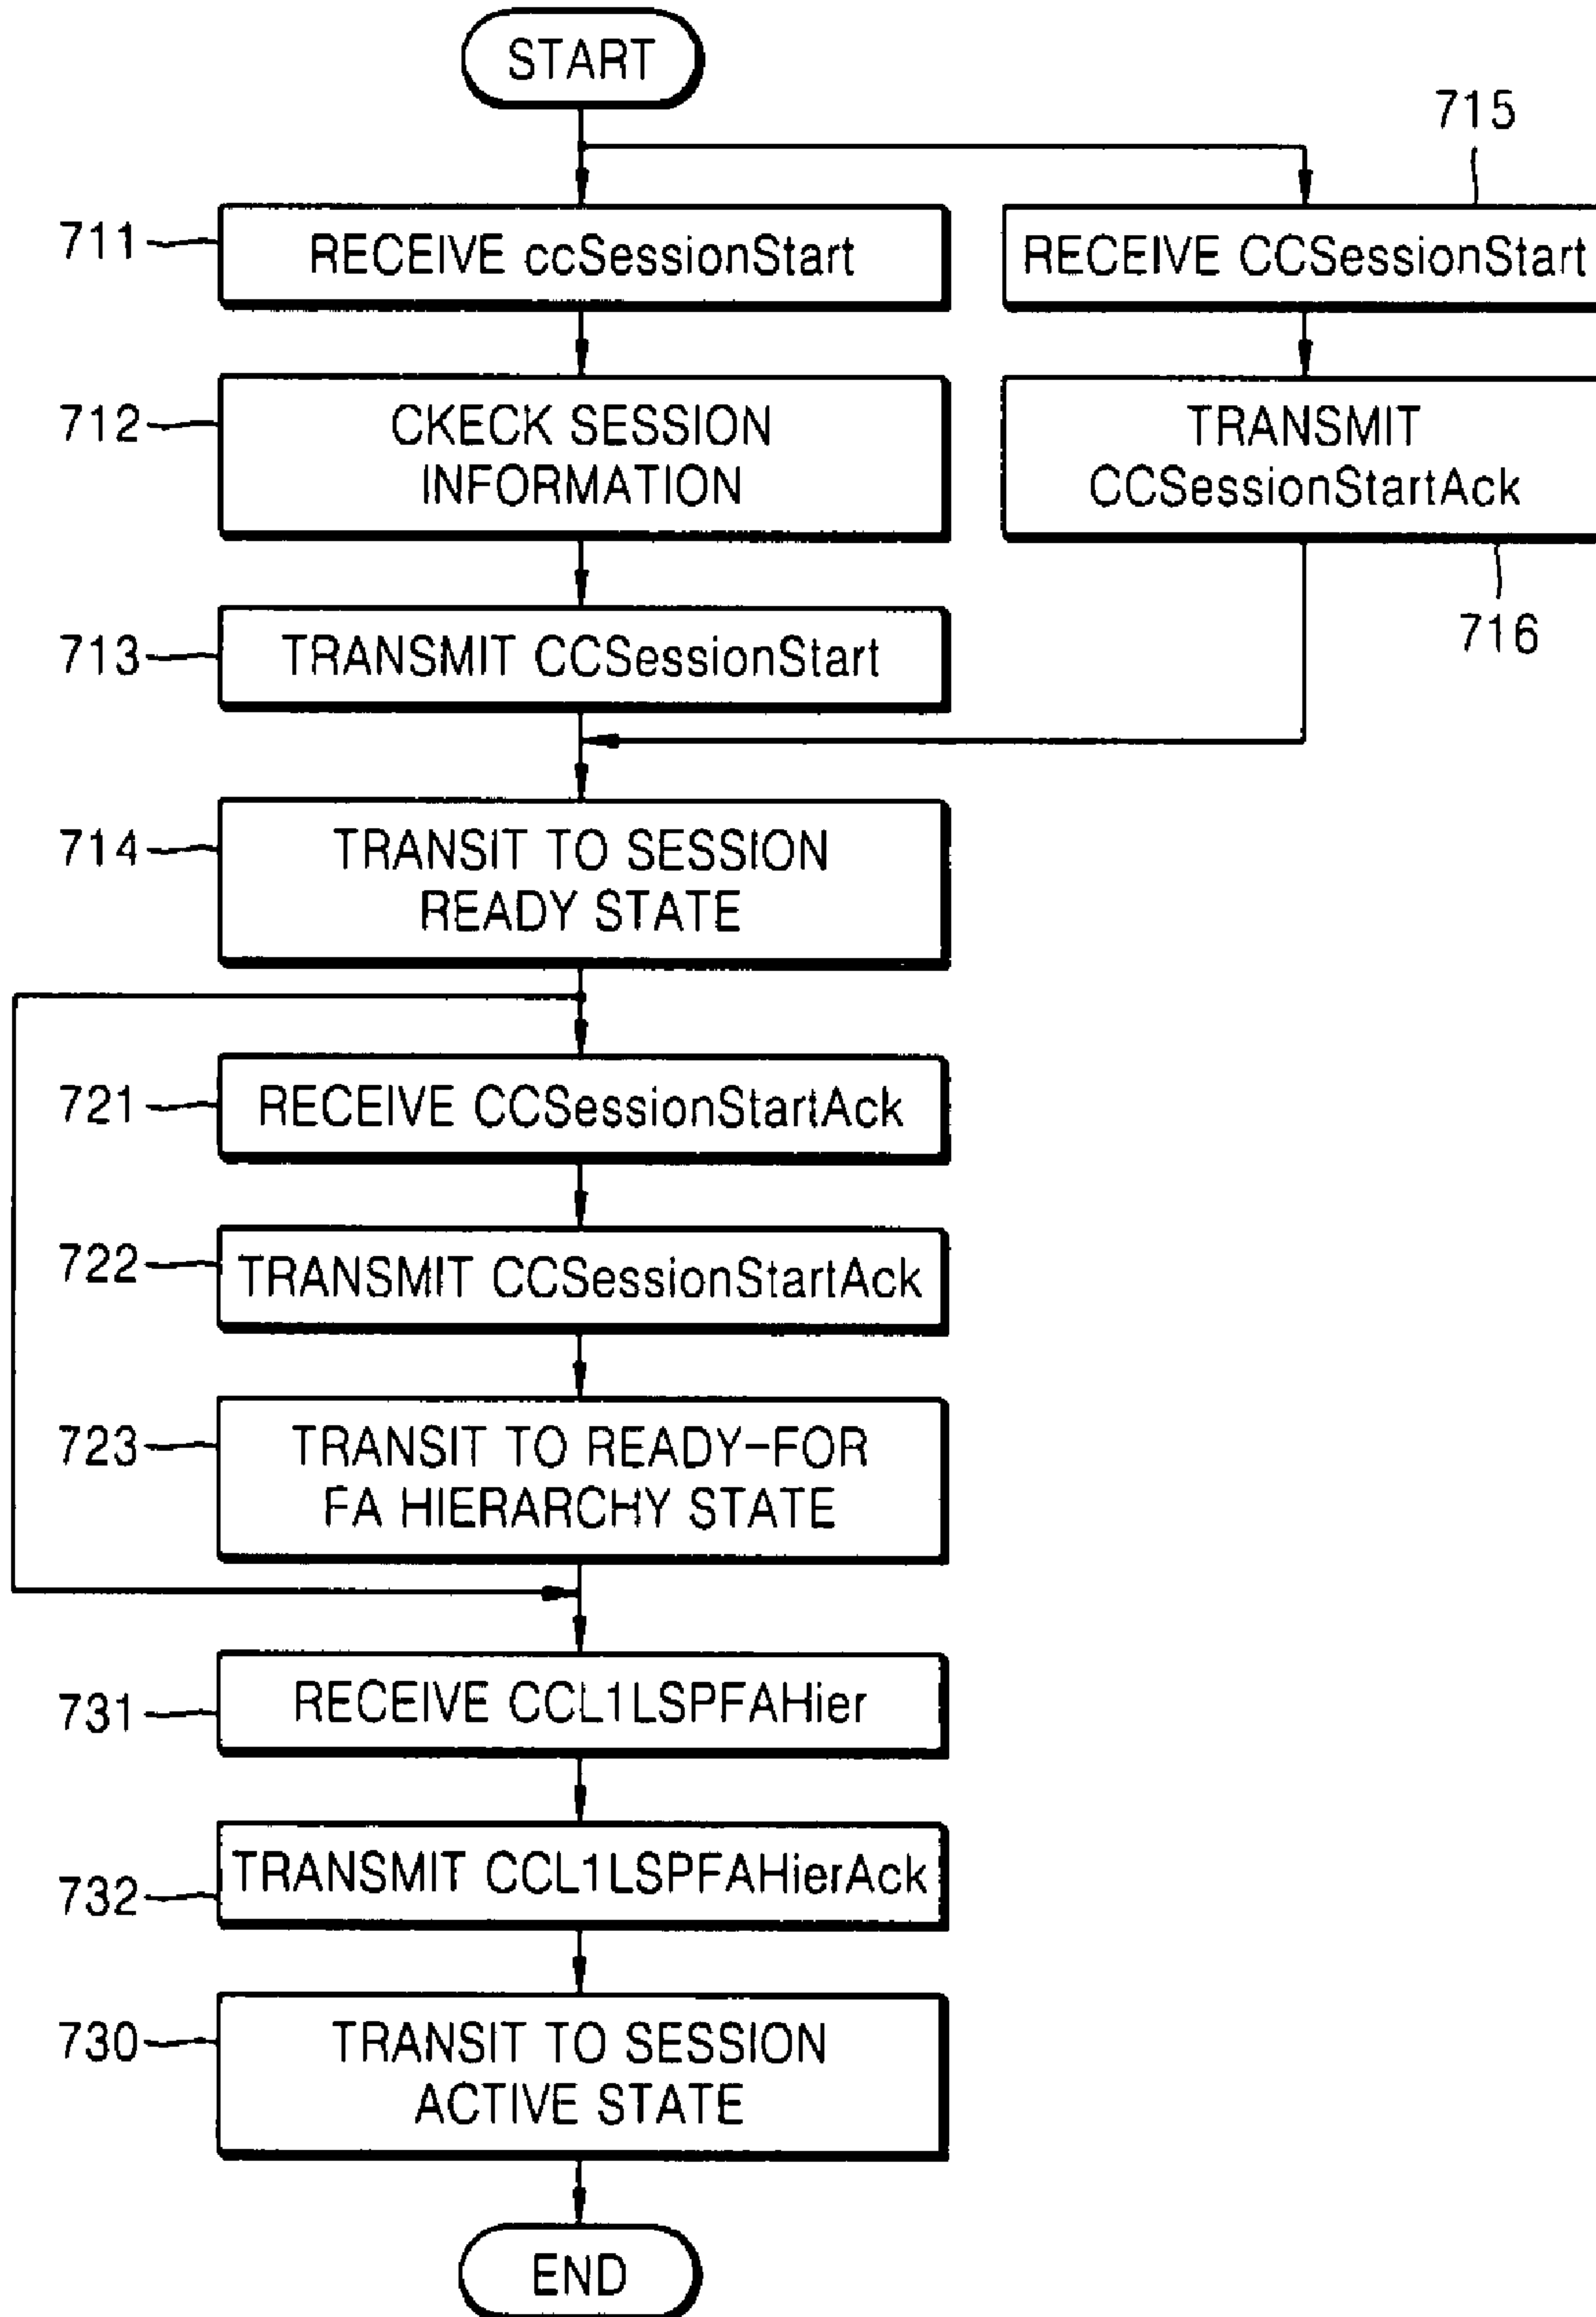 START
715
711
RECEIVE ccSessionStart
RECEIVE CCSessionStart
712
CKECK SESSION
INFORMATION
TRANSMIT
CCSessionStartAck
716
713
TRANSMIT CCSessionStart
714
TRANSIT TO SESSION
READY STATE
721
RECEIVE CCSessionStartAck
722
TRANSMIT CCSessionStartAck
723
TRANSIT TO READY-FOR
FA HIERARCHY STATE
731
RECEIVE CCL1LSPFAHier
732
TRANSMIT CCL1LSPFAHierAck
730
TRANSIT TO SESSION
ACTIVE STATE
END